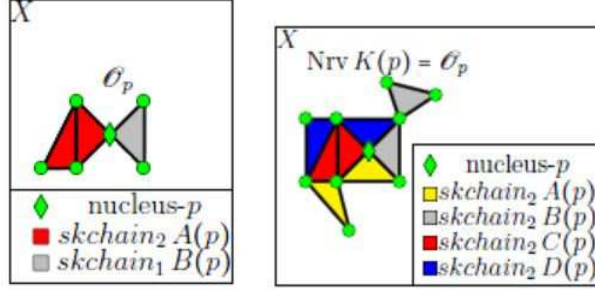 X
𝒪p
nucleus-p
skchain2 A(p)
skchain1 B(p)
X
Nrv K(p) = 𝒪p
nucleus-p
skchain2 A(p)
skchain2 B(p)
skchain2 C(p)
skchain2 D(p)